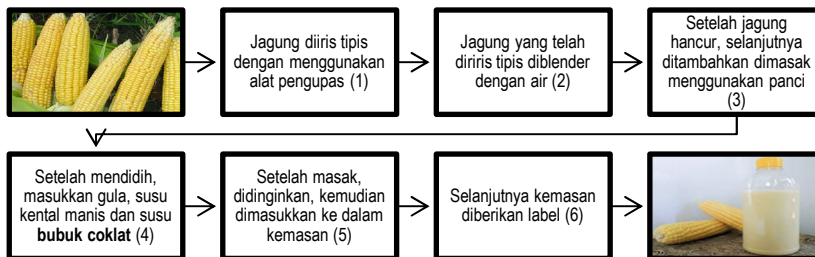 Jagung diiris tipis
dengan menggunakan
alat pengupas (1)
Jagung yang telah
diriris tipis diblender
dengan air (2)
Setelah jagung
hancur, selanjutnya
ditambahkan dimasak
menggunakan panci
(3)
Setelah mendidih,
masukkan gula, susu
kental manis dan susu
bubuk coklat (4)
Setelah masak,
didinginkan, kemudian
dimasukkan ke dalam
kemasan (5)
Selanjutnya kemasan
diberikan label (6)